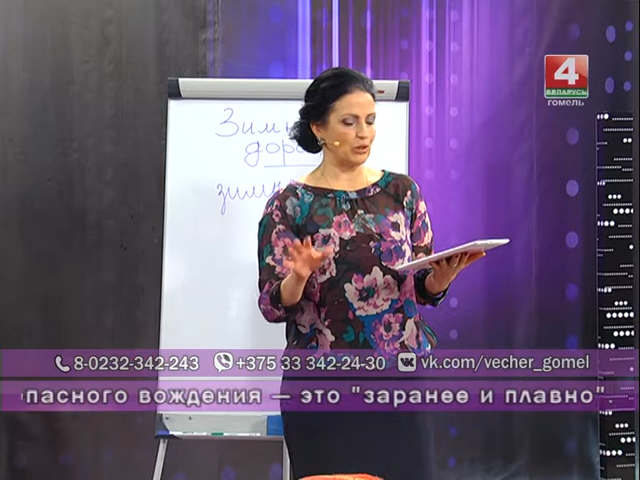 4
БЕЛАРУСЬ
ГОМЕЛЬ
8-0232-342-243 +375 33 342-24-30 vk.com/vecher_gomel
пасного вождения — это "заранее и плавно"